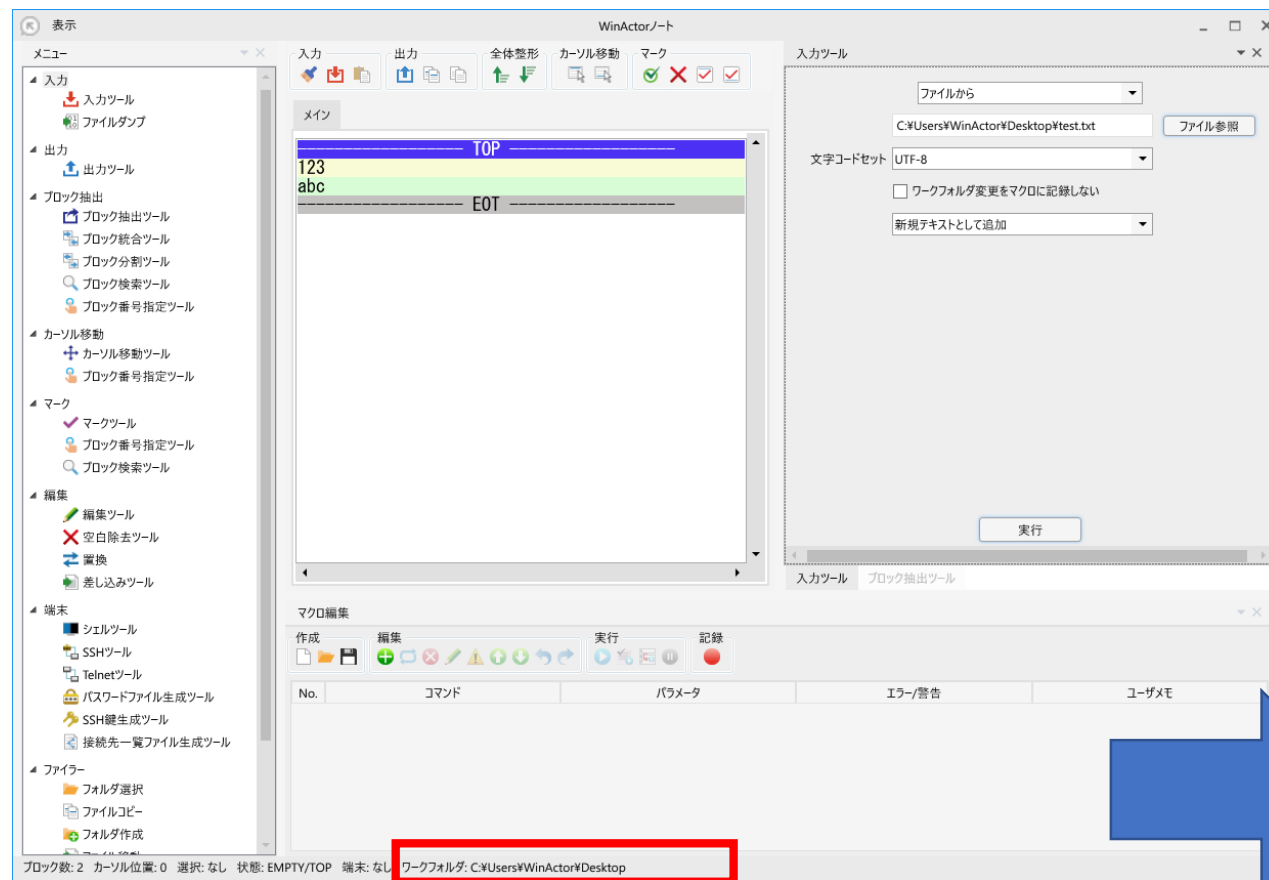 表示
WinActorノート
メニュー
入力
入力ツール
ファイルダンプ
出力
出力ツール
ブロック抽出
ブロック抽出ツール
ブロック統合ツール
ブロック分割ツール
ブロック検索ツール
ブロック番号指定ツール
カーソル移動
カーソル移動ツール
ブロック番号指定ツール
マーク
マークツール
ブロック番号指定ツール
ブロック検索ツール
編集
編集ツール
空白除去ツール
置換
差し込みツール
端末
シェルツール
SSHツール
Telnetツール
パスワードファイル生成ツール
SSH鍵生成ツール
接続先一覧ファイル生成ツール
ファイラー
フォルダ選択
ファイルコピー
フォルダ作成
入力 出力 全体整形 カーソル移動 マーク
メイン
TOP
123
abc
EOT
入力ツール
ファイルから
C:¥Users¥WinActor¥Desktop¥test.txt ファイル参照
文字コードセット UTF-8
ワークフォルダ変更をマクロに記録しない
新規テキストとして追加
実行
入力ツール ブロック抽出ツール
マクロ編集
作成 編集 実行 記録
No. コマンド パラメータ エラー/警告 ユーザメモ
ブロック数: 2 カーソル位置: 0 選択: なし 状態: EMPTY/TOP 端末: なし ワークフォルダ: C:¥Users¥WinActor¥Desktop